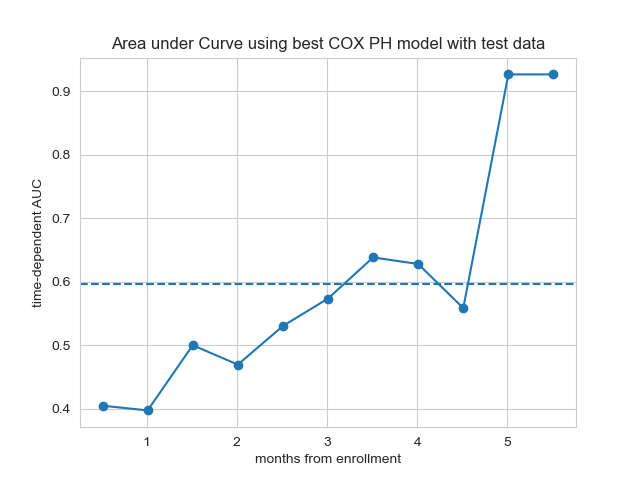 Area under Curve using best COX PH model with test data
0.9
0.8
0.7
0.6
0.5
0.4
time-dependent AUC
1 2 3 4 5
months from enrollment